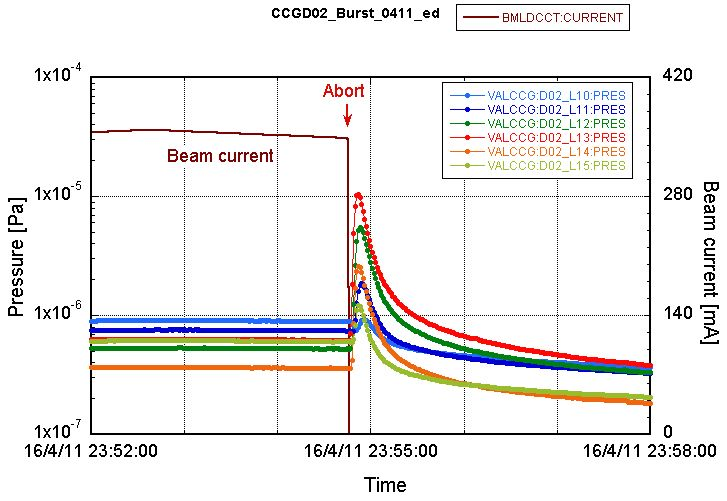 CCGD02_Burst_0411_ed
BMLDCCT:CURRENT
1x10-4
420
Abort
VALCCG:D02_L10:PRES
VALCCG:D02_L11:PRES
VALCCG:D02_L12:PRES
VALCCG:D02_L13:PRES
VALCCG:D02_L14:PRES
VALCCG:D02_L15:PRES
Beam current
1x10-5
280
Pressure [Pa]
Beam current [mA]
1x10-6
140
1x10-7
0
16/4/11 23:52:00
16/4/11 23:55:00
16/4/11 23:58:00
Time